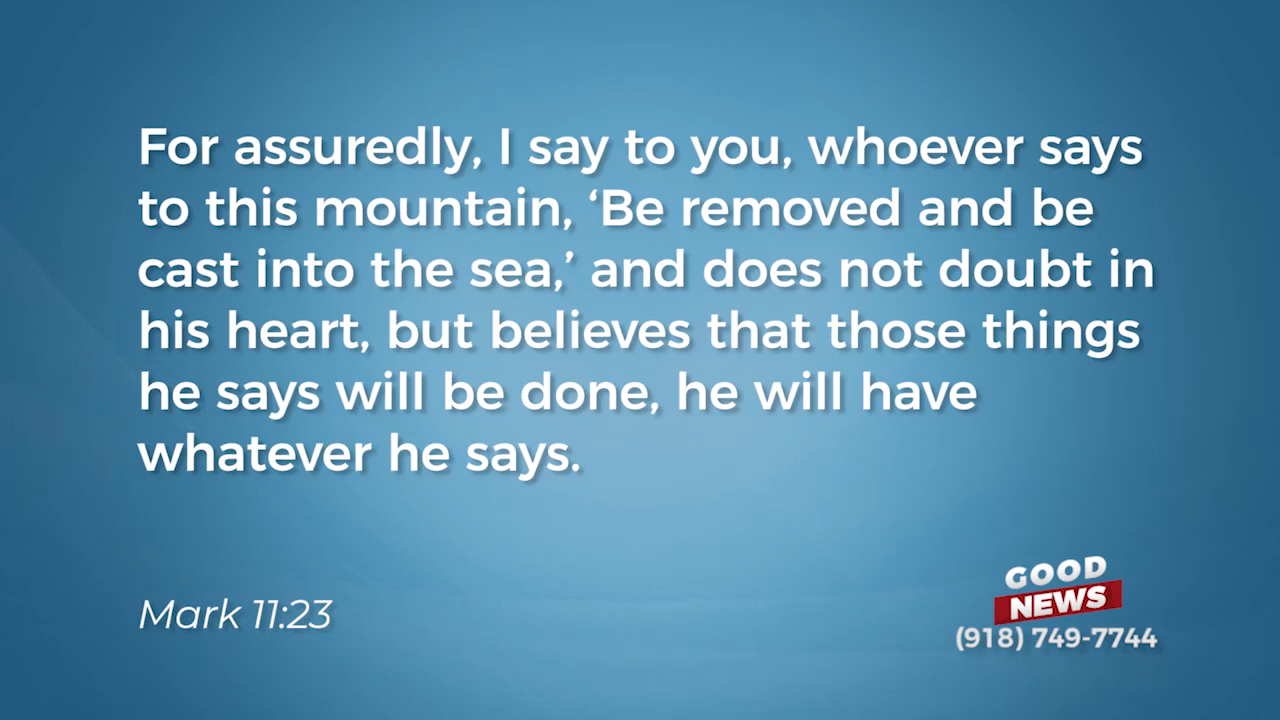 For assuredly, I say to you, whoever says
to this mountain, ‘Be removed and be
cast into the sea,’ and does not doubt in
his heart, but believes that those things
he says will be done, he will have
whatever he says.
Mark 11:23
GOOD
NEWS
(918) 749-7744